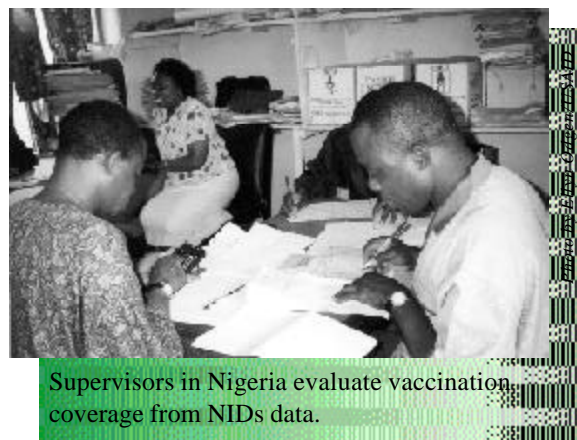 Supervisors in Nigeria evaluate vaccination
coverage from NIDs data.